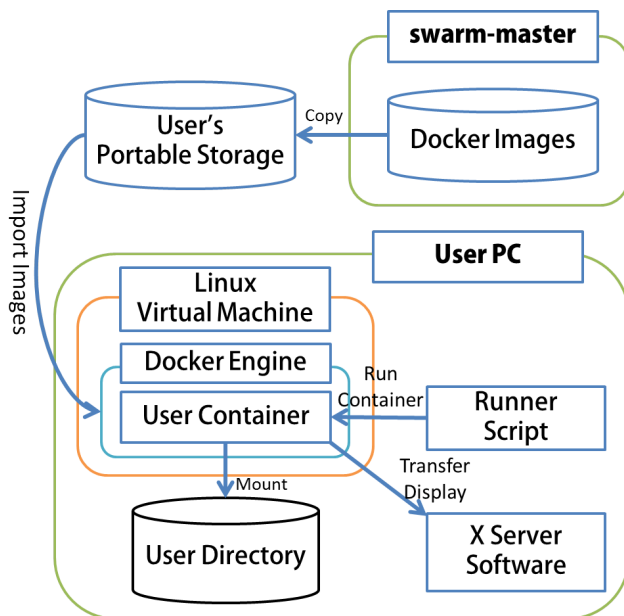 swarm-master
Copy
User's
Portable Storage
Docker Images
Import Images
User PC
Linux
Virtual Machine
Docker Engine
Run
Container
User Container
Runner
Script
Mount
Transfer
Display
User Directory
X Server
Software